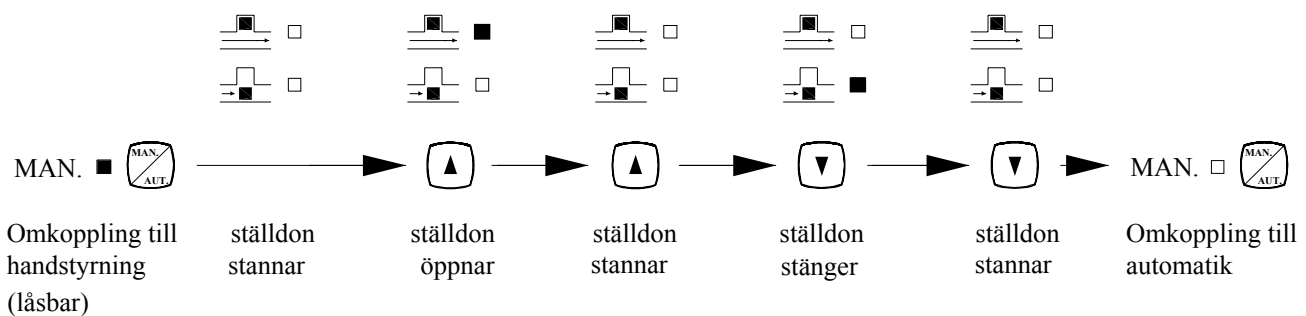 MAN.
MAN.
AUT.
MAN.
MAN.
AUT.
Omkoppling till
handstyrning
(låsbar)
ställdon
stannar
ställdon
öppnar
ställdon
stannar
ställdon
stänger
ställdon
stannar
Omkoppling till
automatik